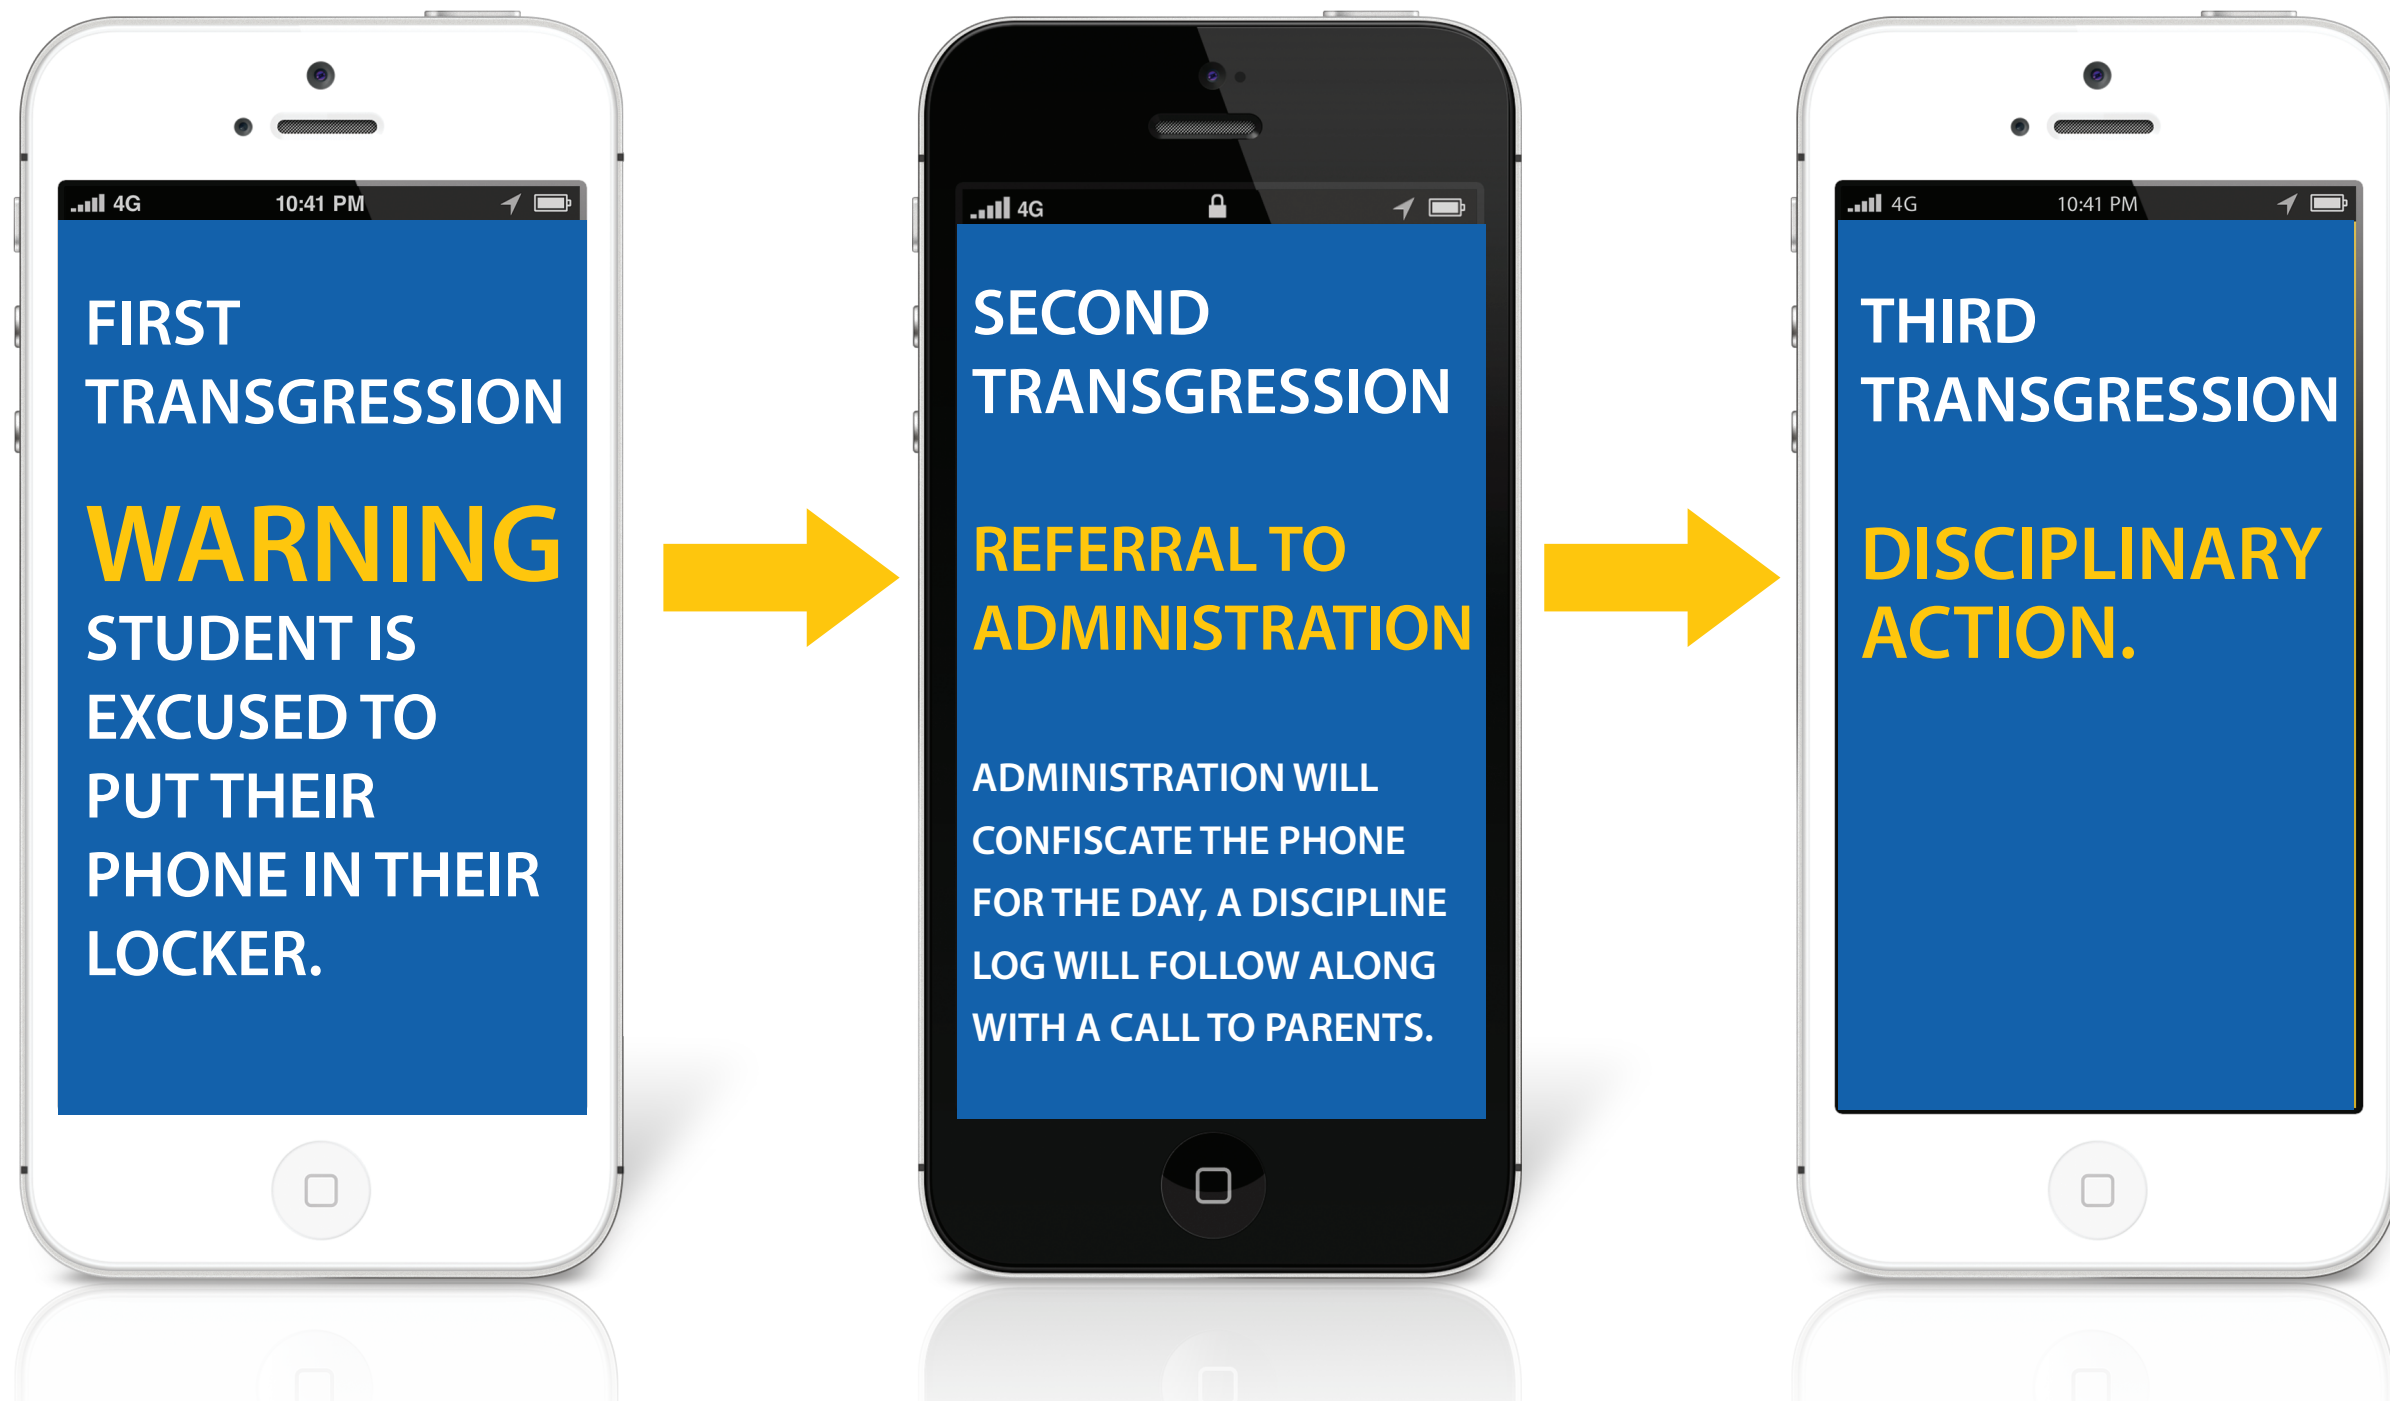 4G 10:41 PM
FIRST
TRANSGRESSION
WARNING
STUDENT IS
EXCUSED TO
PUT THEIR
PHONE IN THEIR
LOCKER.
4G
SECOND
TRANSGRESSION
REFERRAL TO
ADMINISTRATION
ADMINISTRATION WILL
CONFISCATE THE PHONE
FOR THE DAY, A DISCIPLINE
LOG WILL FOLLOW ALONG
WITH A CALL TO PARENTS.
4G 10:41 PM
THIRD
TRANSGRESSION
DISCIPLINARY
ACTION.